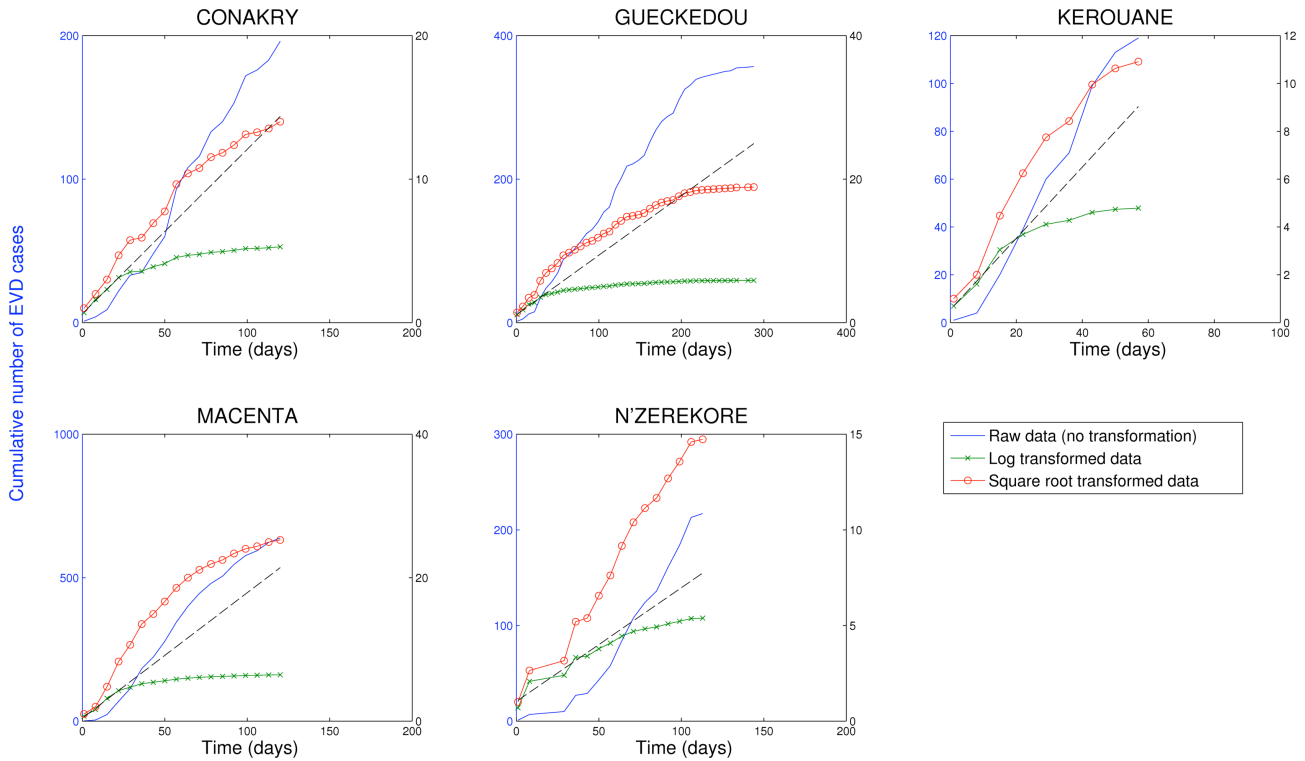 CONAKRY
GUECKEDOU
KEROUANE
200
100
0
20
10
0
0 50 100 150 200
Time (days)
400
300
200
100
0
40
20
0
0 100 200 300 400
Time (days)
120
100
80
60
40
20
0
12
10
8
6
4
2
0
0 20 40 60 80 100
Time (days)
Cumulative number of EVD cases
MACENTA
N'ZEREKORE
1000
500
0
40
20
0
0 50 100 150 200
Time (days)
300
200
100
0
15
10
5
0
0 50 100 150 200
Time (days)
Raw data (no transformation)
Log transformed data
Square root transformed data